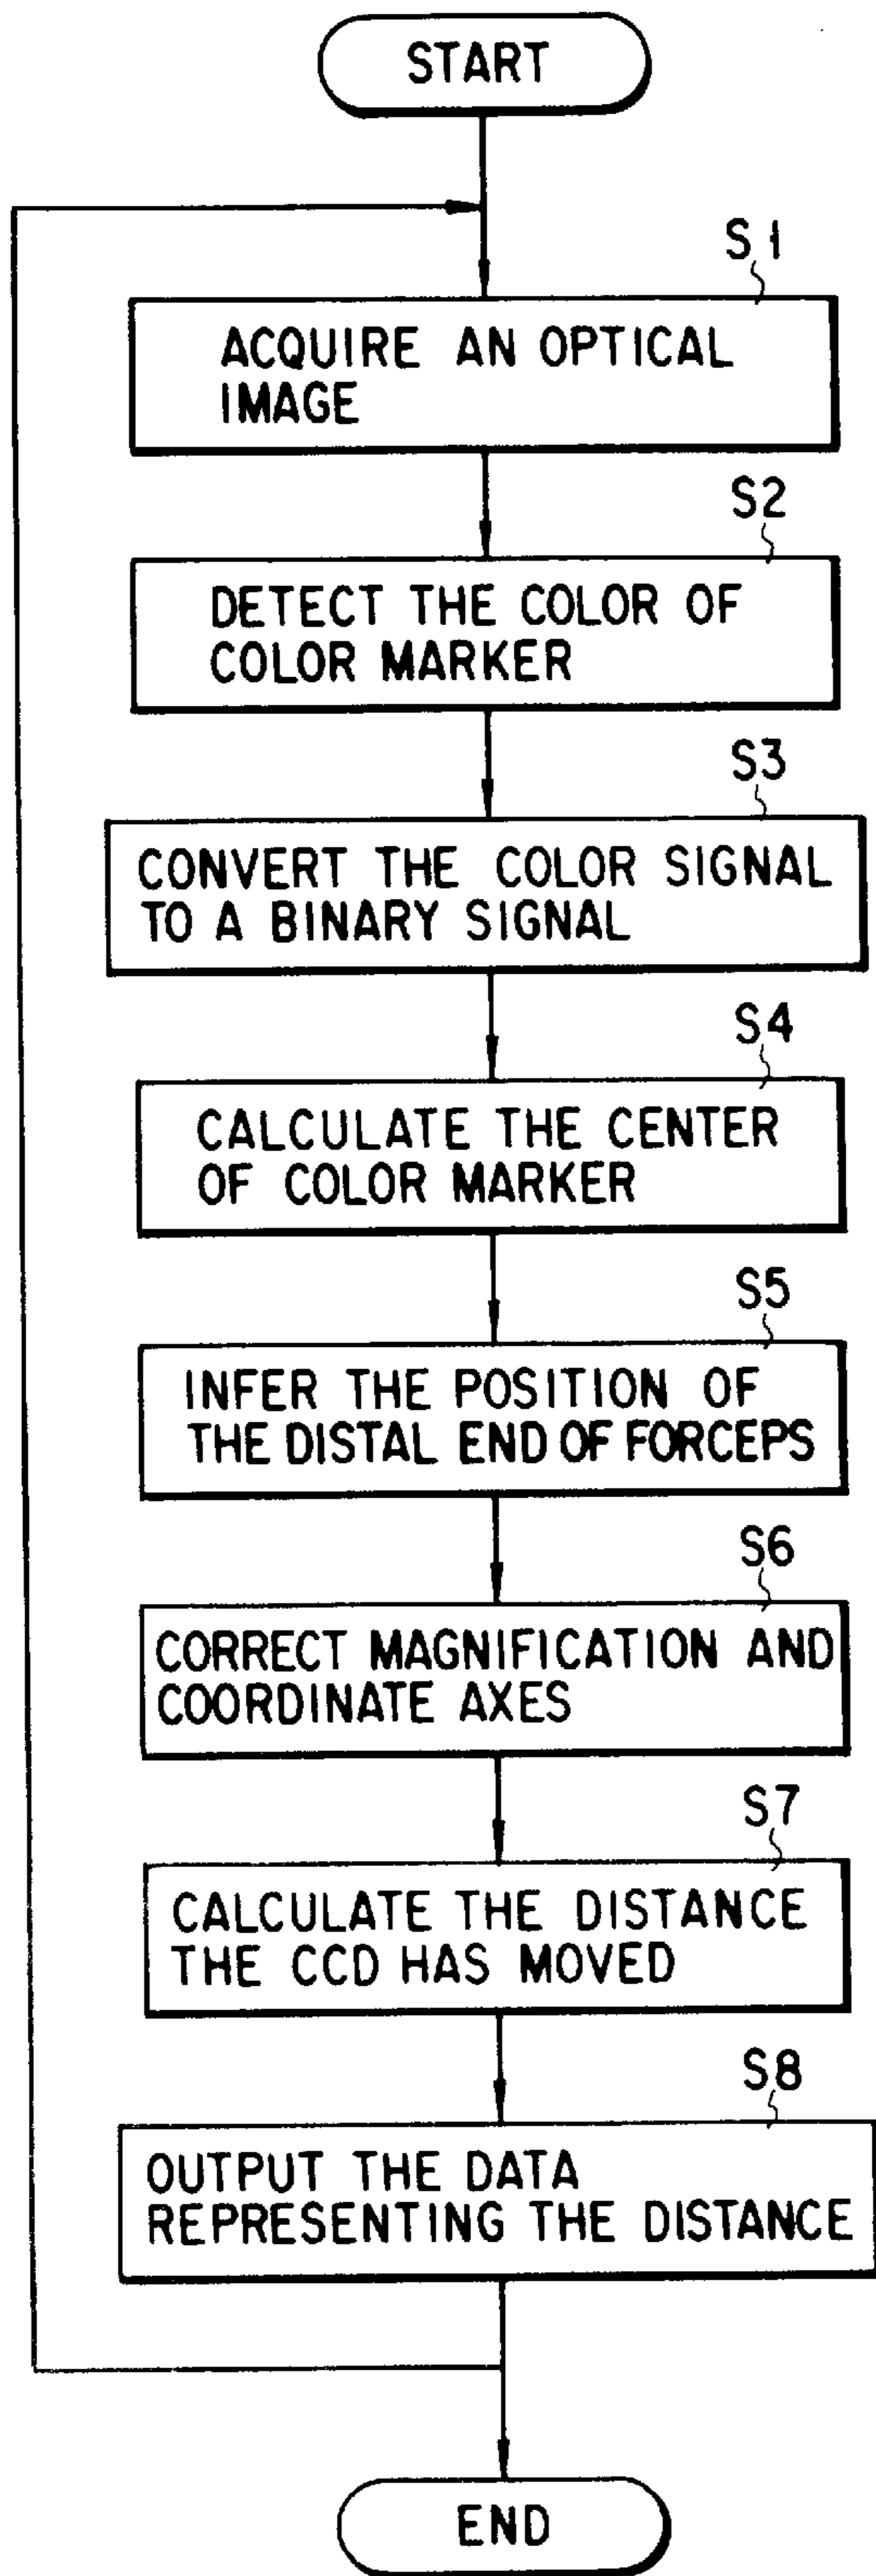 START
S1
ACQUIRE AN OPTICAL
IMAGE
S2
DETECT THE COLOR OF
COLOR MARKER
S3
CONVERT THE COLOR SIGNAL
TO A BINARY SIGNAL
S4
CALCULATE THE CENTER
OF COLOR MARKER
S5
INFER THE POSITION OF
THE DISTAL END OF FORCEPS
S6
CORRECT MAGNIFICATION AND
COORDINATE AXES
S7
CALCULATE THE DISTANCE
THE CCD HAS MOVED
S8
OUTPUT THE DATA
REPRESENTING THE DISTANCE
END